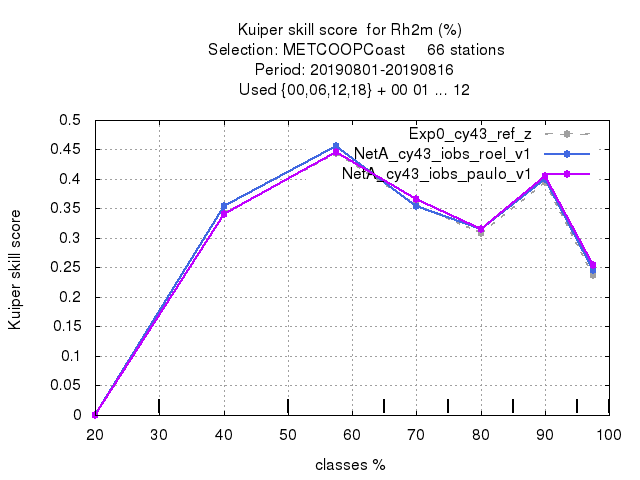 Kuiper skill score for Rh2m (%)
Selection: METCOOPCoast 66 stations
Period: 20190801-20190816
Used {00,06,12,18} + 00 01 ... 12
Exp0_cy43_ref_z
NetA_cy43_iobs_roel_v1
NetA_cy43_iobs_paulo_v1
0.5
0.45
0.4
0.35
0.3
0.25
0.2
0.15
0.1
0.05
0
Kuiper skill score
20 30 40 50 60 70 80 90 100
classes %